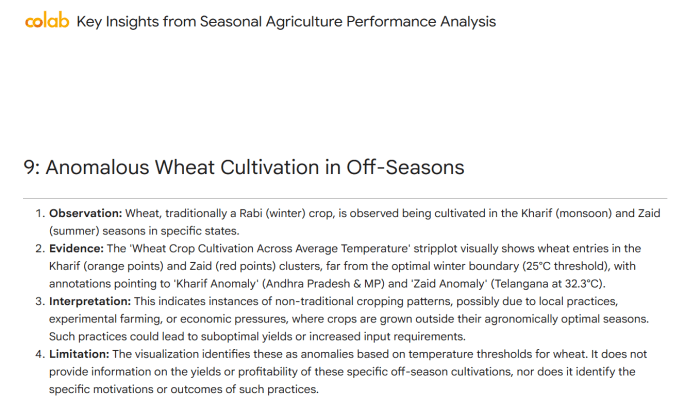 colab Key Insights from Seasonal Agriculture Performance Analysis
9: Anomalous Wheat Cultivation in Off-Seasons
1. Observation: Wheat, traditionally a Rabi (winter) crop, is observed being cultivated in the Kharif (monsoon) and Zaid
(summer) seasons in specific states.
2. Evidence: The 'Wheat Crop Cultivation Across Average Temperature' stripplot visually shows wheat entries in the
Kharif (orange points) and Zaid (red points) clusters, far from the optimal winter boundary (25°C threshold), with
annotations pointing to 'Kharif Anomaly' (Andhra Pradesh & MP) and 'Zaid Anomaly' (Telangana at 32.3°C).
3. Interpretation: This indicates instances of non-traditional cropping patterns, possibly due to local practices,
experimental farming, or economic pressures, where crops are grown outside their agronomically optimal seasons.
Such practices could lead to suboptimal yields or increased input requirements.
4. Limitation: The visualization identifies these as anomalies based on temperature thresholds for wheat. It does not
provide information on the yields or profitability of these specific off-season cultivations, nor does it identify the
specific motivations or outcomes of such practices.